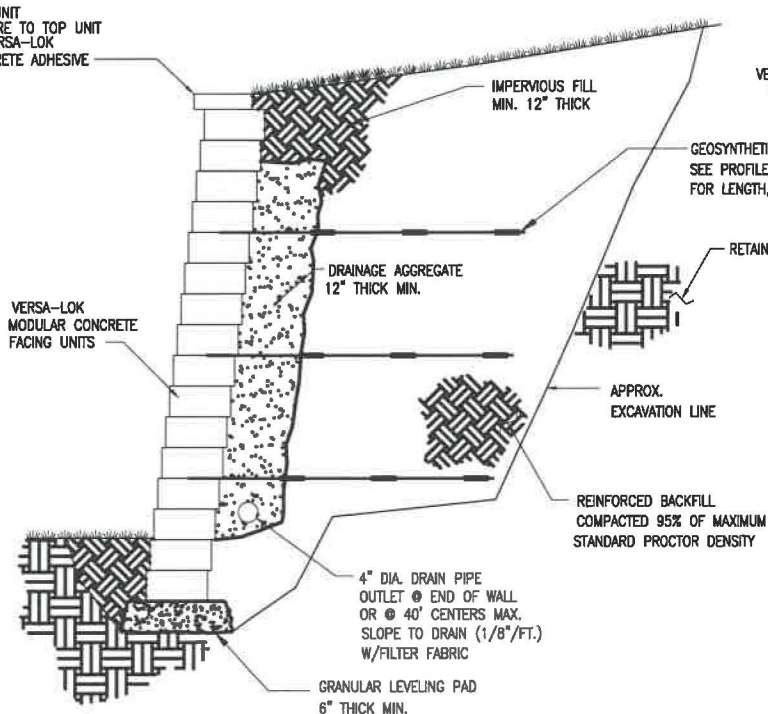 UNIT
RE TO TOP UNIT
ERSA-LOK
RETE ADHESIVE
IMPERVIOUS FILL
MIN. 12" THICK
VE
GEOSYNTHETI
SEE PROFILE
FOR LENGTH,
RETAIN
DRAINAGE AGGREGATE
12" THICK MIN.
VERSA-LOK
MODULAR CONCRETE
FACING UNITS
APPROX.
EXCAVATION LINE
REINFORCED BACKFILL
COMPACTED 95% OF MAXIMUM
STANDARD PROCTOR DENSITY
4" DIA. DRAIN PIPE
OUTLET @ END OF WALL
OR @ 40' CENTERS MAX.
SLOPE TO DRAIN (1/8"/FT.)
W/FILTER FABRIC
GRANULAR LEVELING PAD
6" THICK MIN.